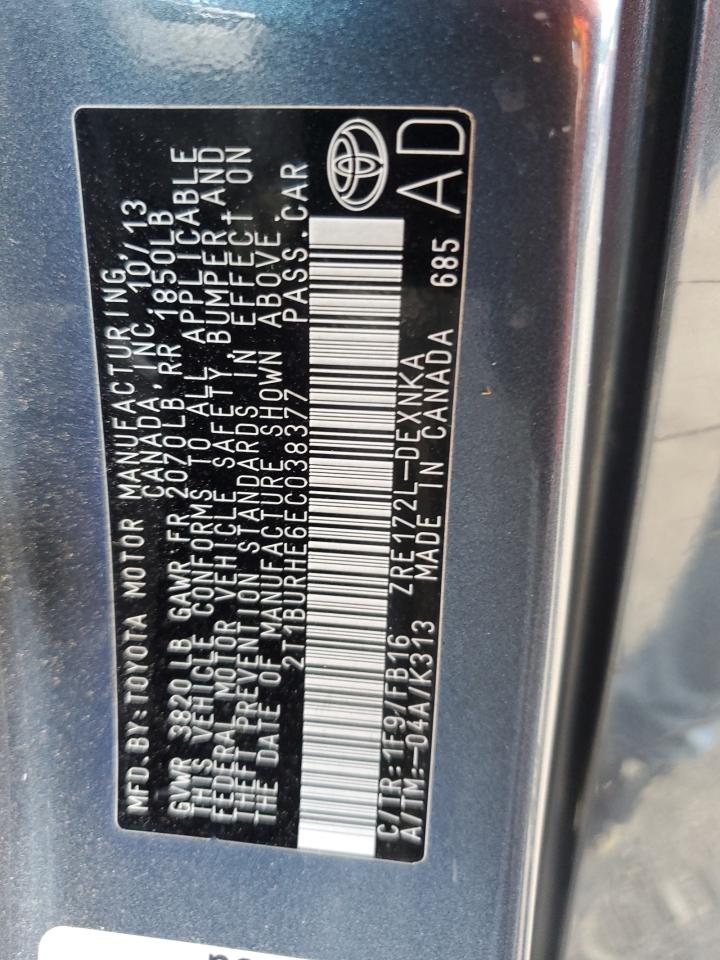 MFD.BY:TOYOTA MOTOR MANUFACTURING,
CANADA, INC. 10/13
GVWR 3820LB GAWR FR 2070LB RR 1850LB
THIS VEHICLE CONFORMS TO ALL APPLICABLE
FEDERAL MOTOR VEHICLE SAFETY, BUMPER, AND
THEFT PREVENTION STANDARDS IN EFFECT ON
THE DATE OF MANUFACTURE SHOWN ABOVE.
2T1BURHE6EC038377 PASS.CAR
C/TR:1F9/FB16 ZRE172L-DEXNKA
A/TM:-04A/K313 MADE IN CANADA 685
AD